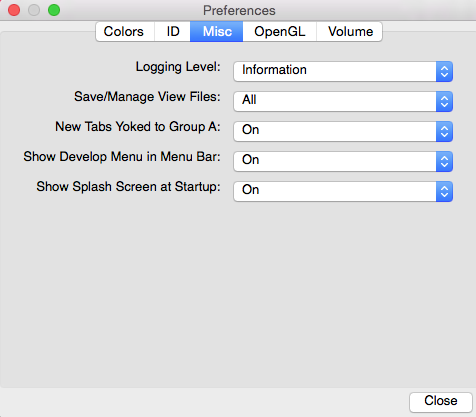 Preferences
Colors ID Misc OpenGL Volume
Logging Level: Information
Save/Manage View Files: All
New Tabs Yoked to Group A: On
Show Develop Menu in Menu Bar: On
Show Splash Screen at Startup: On
Close